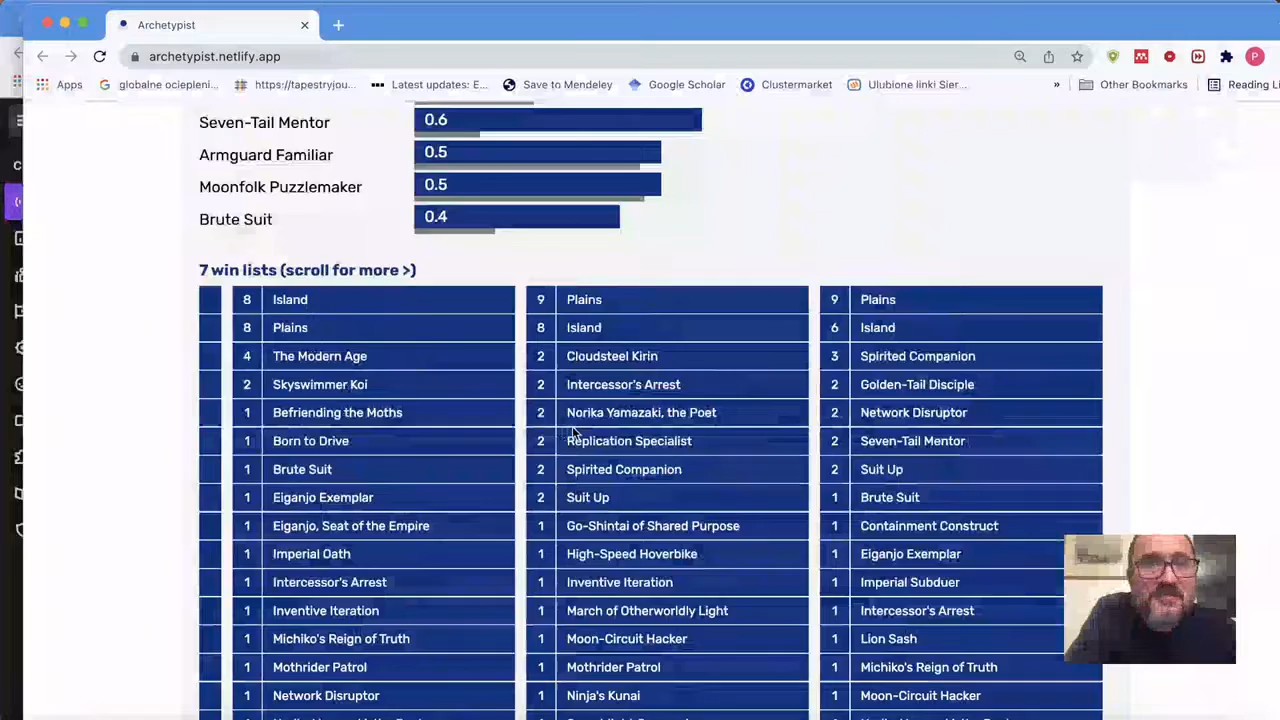 Archetypist
archetypist.netlify.app
P
Apps
globalne ociepleni...
https://tapestryjou...
Latest updates: E...
Save to Mendeley
Google Scholar
Clustermarket
Ulubione linki Sier...
»
Other Bookmarks
Reading Li
Seven-Tail Mentor 0.6
Armguard Familiar 0.5
Moonfolk Puzzlemaker 0.5
Brute Suit 0.4
7 win lists (scroll for more >)
8 Island
8 Plains
4 The Modern Age
2 Skyswimmer Koi
1 Befriending the Moths
1 Born to Drive
1 Brute Suit
1 Eiganjo Exemplar
1 Eiganjo, Seat of the Empire
1 Imperial Oath
1 Intercessor's Arrest
1 Inventive Iteration
1 Michiko's Reign of Truth
1 Mothrider Patrol
1 Network Disruptor
9 Plains
8 Island
2 Cloudsteel Kirin
2 Intercessor's Arrest
2 Norika Yamazaki, the Poet
2 Replication Specialist
2 Spirited Companion
2 Suit Up
1 Go-Shintai of Shared Purpose
1 High-Speed Hoverbike
1 Inventive Iteration
1 March of Otherworldly Light
1 Moon-Circuit Hacker
1 Mothrider Patrol
1 Ninja's Kunai
9 Plains
6 Island
3 Spirited Companion
2 Golden-Tail Disciple
2 Network Disruptor
2 Seven-Tail Mentor
2 Suit Up
1 Brute Suit
1 Containment Construct
1 Eiganjo Exemplar
1 Imperial Subduer
1 Intercessor's Arrest
1 Lion Sash
1 Michiko's Reign of Truth
1 Moon-Circuit Hacker